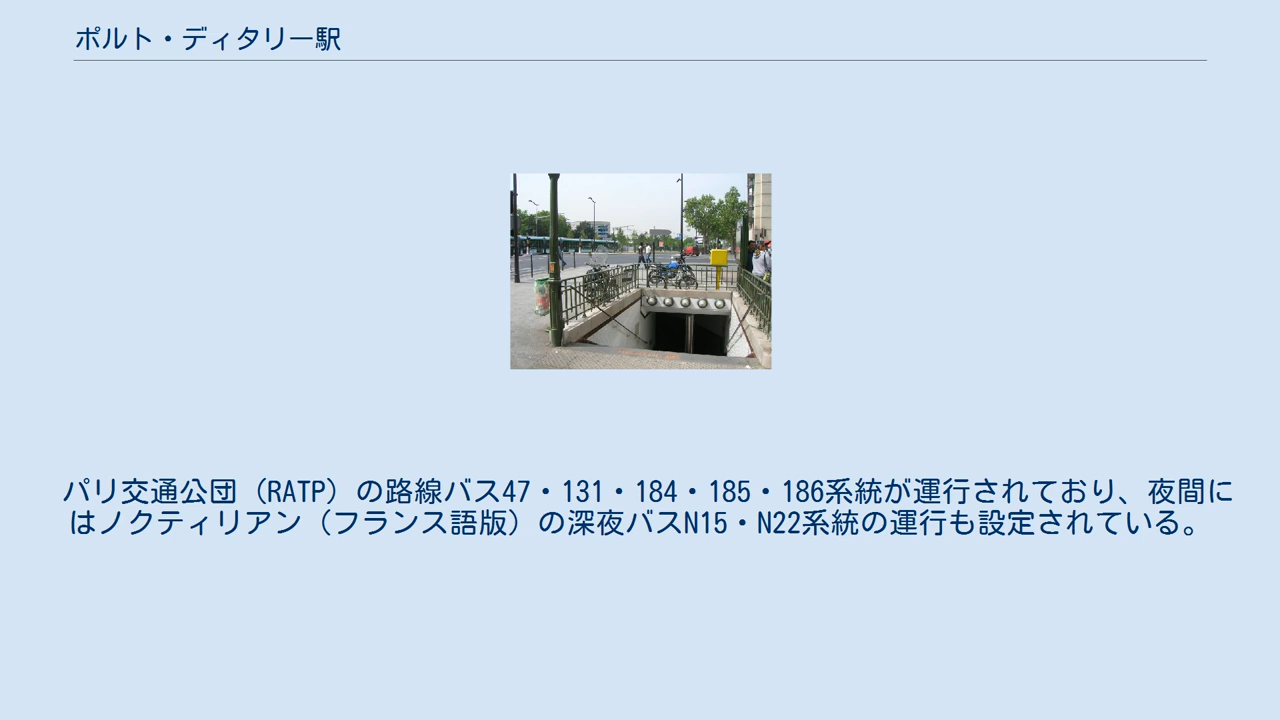 ポルト・ディタリー駅
パリ交通公団（RATP）の路線バス47・131・184・185・186系統が運行されており、夜間に
はノクティリアン（フランス語版）の深夜バスN15・N22系統の運行も設定されている。